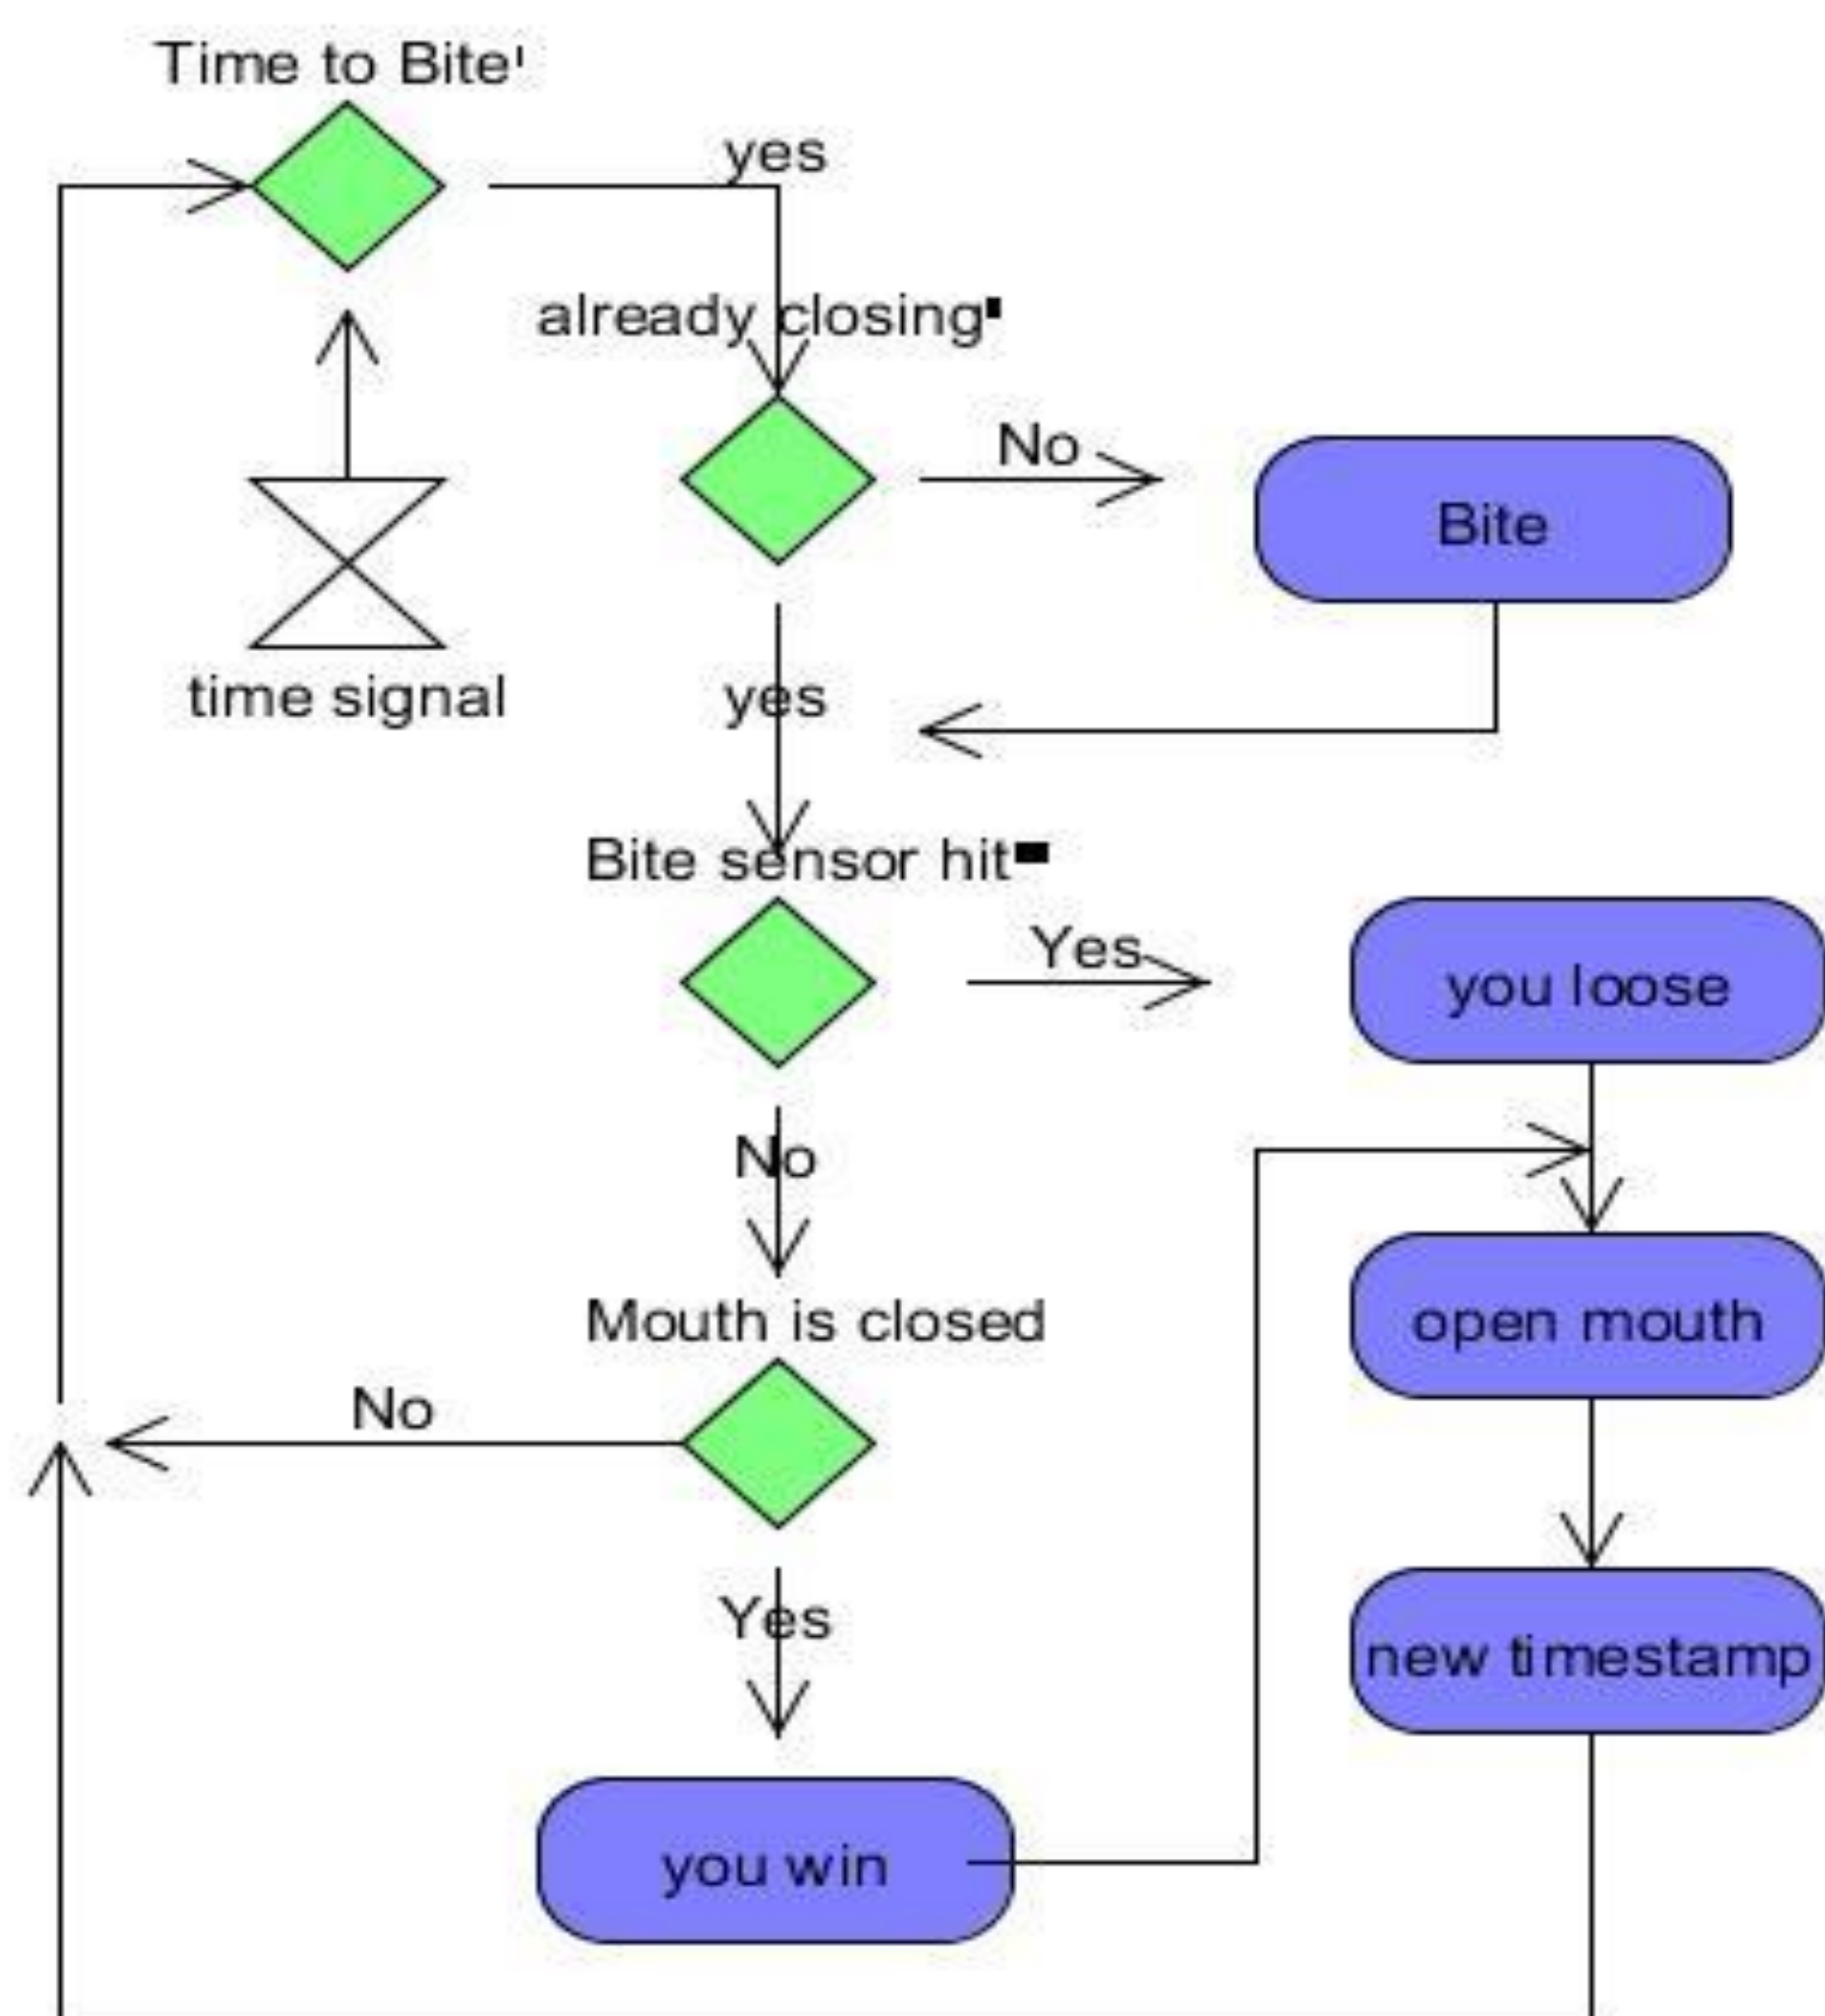 Time to Bite
yes
already closing
No
Bite
time signal
yes
Bite sensor hit
Yes
you loose
No
open mouth
Mouth is closed
No
Yes
new timestamp
you win